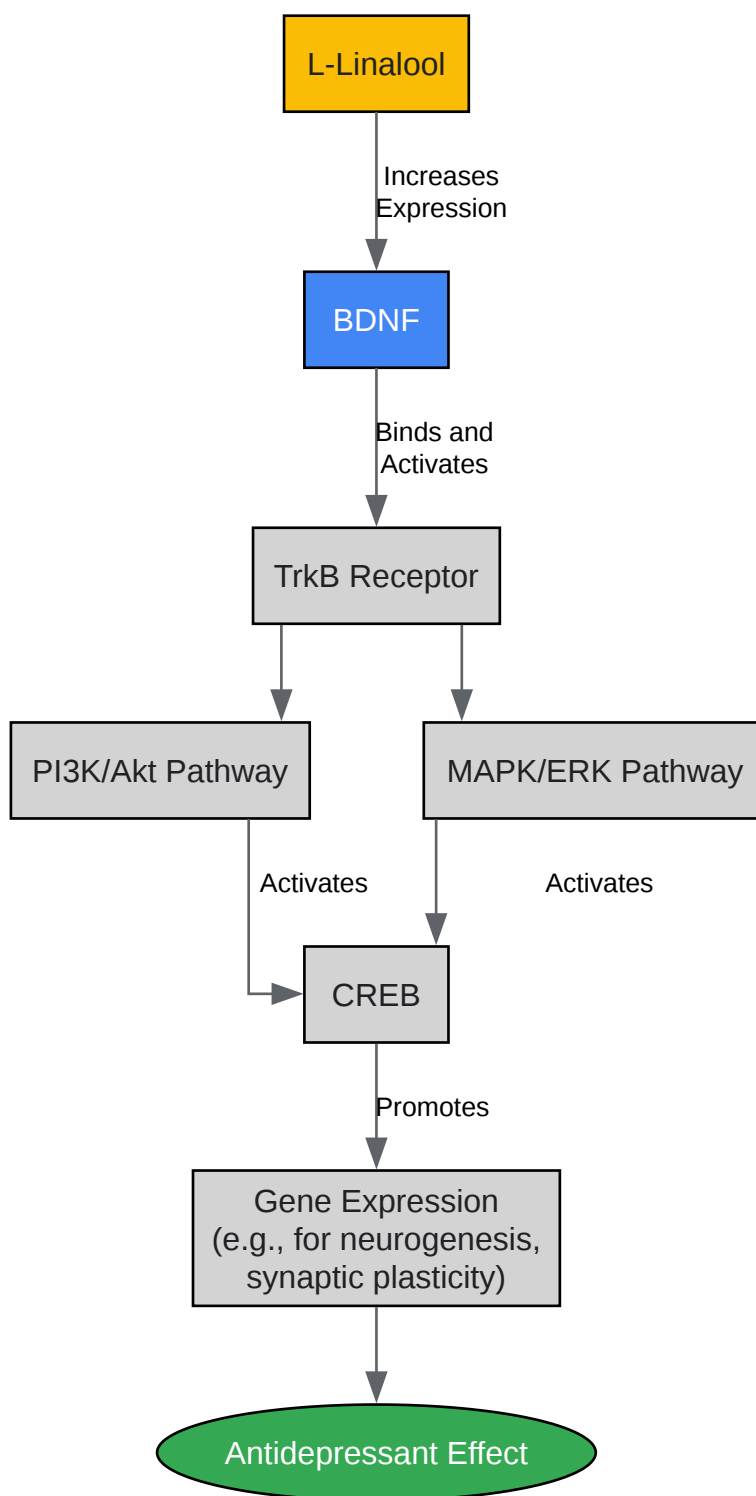 L-Linalool
Increases
Expression
BDNF
Binds and
Activates
TrkB Receptor
PI3K/Akt Pathway
MAPK/ERK Pathway
Activates
Activates
CREB
Promotes
Gene Expression
(e.g., for neurogenesis,
synaptic plasticity)
Antidepressant Effect